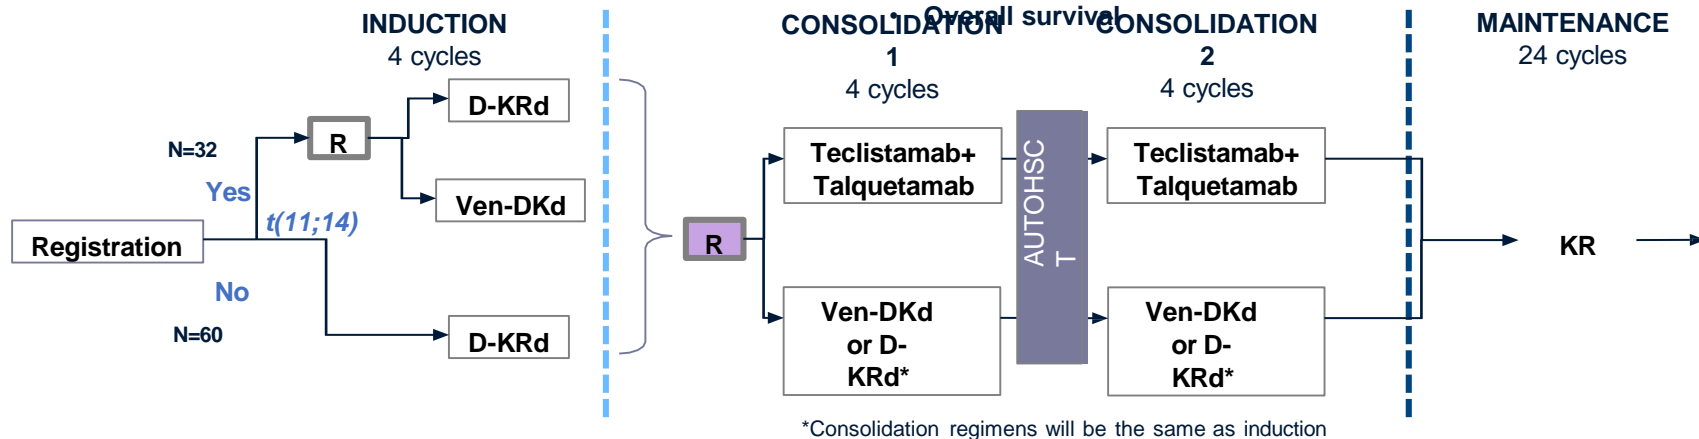 INDUCTION
4 cycles
• Overall survival
CONSOLIDATION
1
4 cycles
CONSOLIDATION
2
4 cycles
MAINTENANCE
24 cycles
D-KRd
R
N=32
Yes
Ven-DKd
t(11;14)
Registration
No
N=60
D-KRd
R
Teclistamab+
Talquetamab
Ven-DKd
or D-
KRd*
AUTOHSC
T
Teclistamab+
Talquetamab
Ven-DKd
or D-
KRd*
KR
*Consolidation regimens will be the same as induction